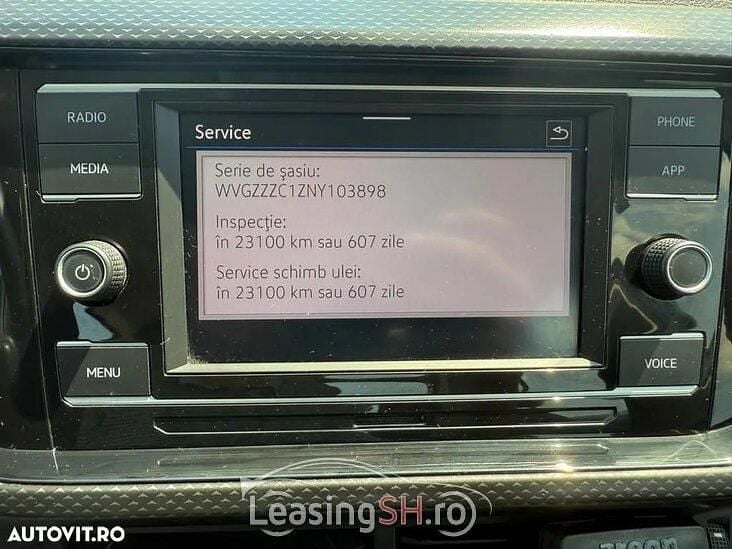 RADIO
MEDIA
MENU
Service
Serie de şasiu:
WVGZZZC1ZNY103898
Inspecţie:
în 23100 km sau 607 zile
Service schimb ulei:
în 23100 km sau 607 zile
PHONE
APP
VOICE
LeasingSH.ro
AUTOVIT.RO